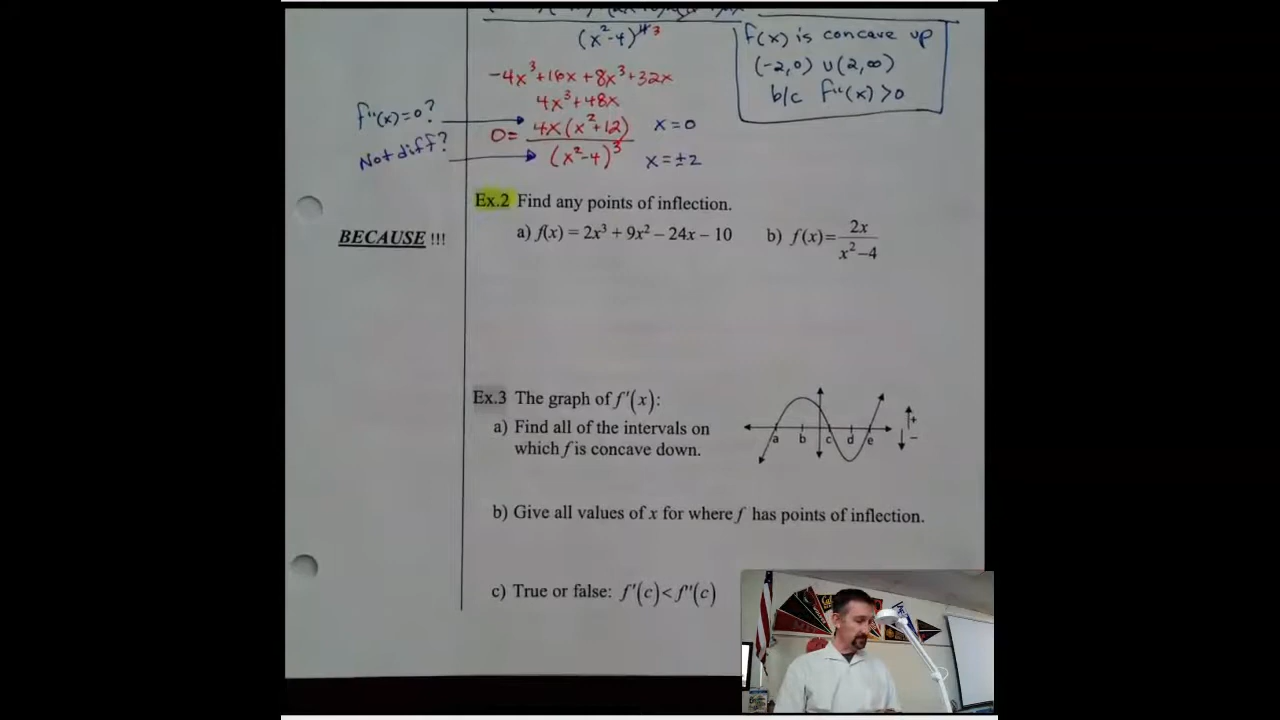 (x²-4)⁴ ³
f(x) is concave up
(-2,0) ∪ (2,∞)
b/c f''(x) >0
-4x³+16x+8x³+32x
4x³+48x
f''(x)=0?
0= 4x(x²+12) x=0
Not diff?
(x²-4)³ x=±2
Ex.2 Find any points of inflection.
BECAUSE !!!
a) f(x) = 2x³ + 9x² – 24x – 10 b) f(x)= 2x
x²–4
Ex.3 The graph of f'(x):
a) Find all of the intervals on
which f is concave down.
a b c d e
+
–
b) Give all values of x for where f has points of inflection.
c) True or false: f'(c)<f''(c)